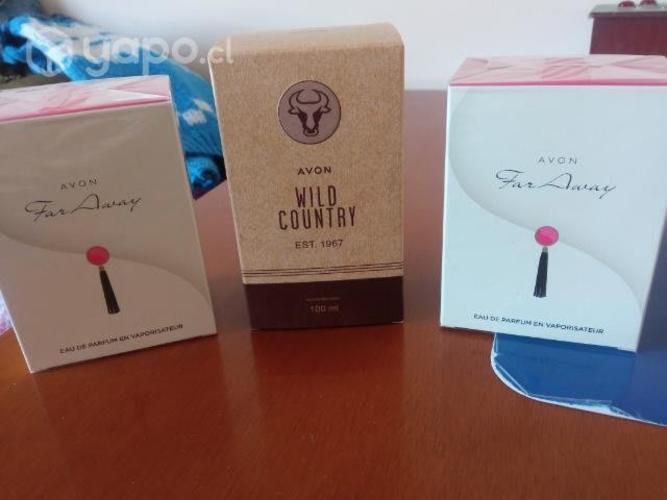 yapo.cl
AVON
Far Away
EAU DE PARFUM EN VAPORISATEUR
AVON
WILD
COUNTRY
EST. 1967
100 ml
AVON
Far Away
EAU DE PARFUM EN VAPORISATEUR